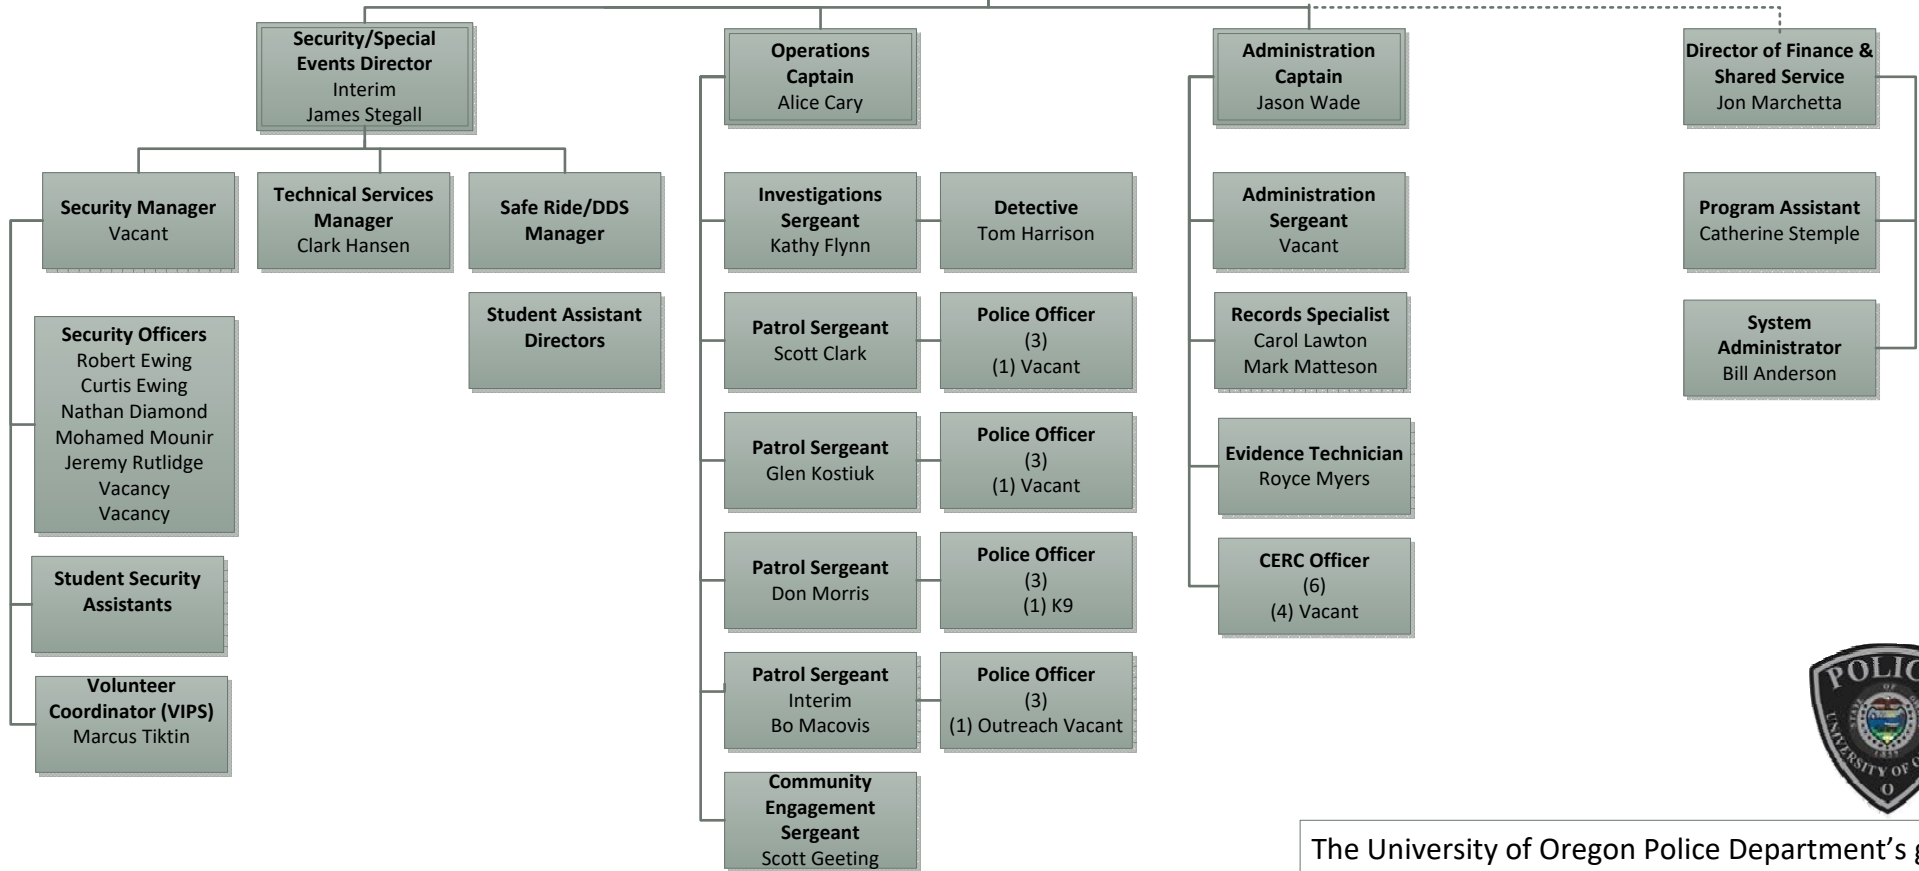 Security/Special
Events Director
Interim
James Stegall
Operations
Captain
Alice Cary
Administration
Captain
Jason Wade
Director of Finance &
Shared Service
Jon Marchetta
Security Manager
Vacant
Technical Services
Manager
Clark Hansen
Safe Ride/DDS
Manager
Investigations
Sergeant
Kathy Flynn
Detective
Tom Harrison
Administration
Sergeant
Vacant
Program Assistant
Catherine Stemple
Security Officers
Robert Ewing
Curtis Ewing
Nathan Diamond
Mohamed Mounir
Jeremy Rutlidge
Vacancy
Vacancy
Student Assistant
Directors
Patrol Sergeant
Scott Clark
Police Officer
(3)
(1) Vacant
Records Specialist
Carol Lawton
Mark Matteson
System
Administrator
Bill Anderson
Patrol Sergeant
Glen Kostiuk
Police Officer
(3)
(1) Vacant
Evidence Technician
Royce Myers
Student Security
Assistants
Patrol Sergeant
Don Morris
Police Officer
(3)
(1) K9
CERC Officer
(6)
(4) Vacant
Volunteer
Coordinator (VIPS)
Marcus Tiktin
Patrol Sergeant
Interim
Bo Macovis
Police Officer
(3)
(1) Outreach Vacant
Community
Engagement
Sergeant
Scott Geeting
POLIC
UNIVERSITY OF O
O
The University of Oregon Police Department's g